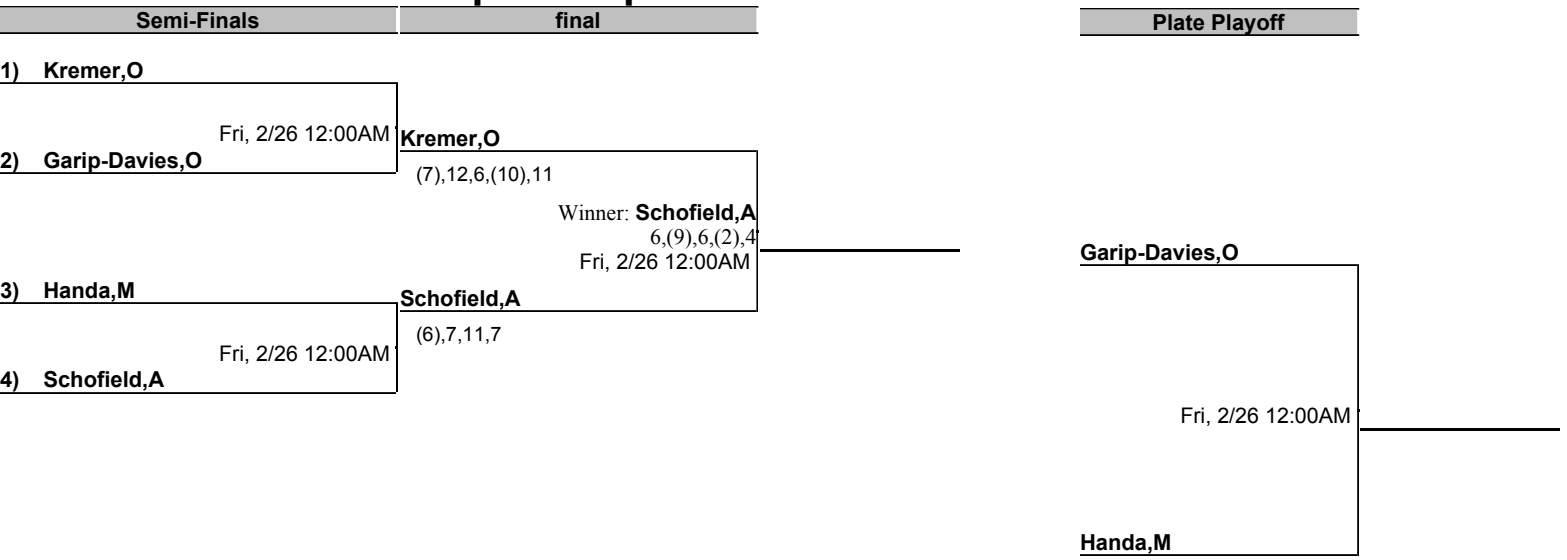 Semi-Finals
final
Plate Playoff
1) Kremer,O
Fri, 2/26 12:00AM
2) Garip-Davies,O
Kremer,O
(7),12,6,(10),11
Winner: Schofield,A
6,(9),6,(2),4
Fri, 2/26 12:00AM
3) Handa,M
Schofield,A
(6),7,11,7
Fri, 2/26 12:00AM
4) Schofield,A
Garip-Davies,O
Fri, 2/26 12:00AM
Handa,M